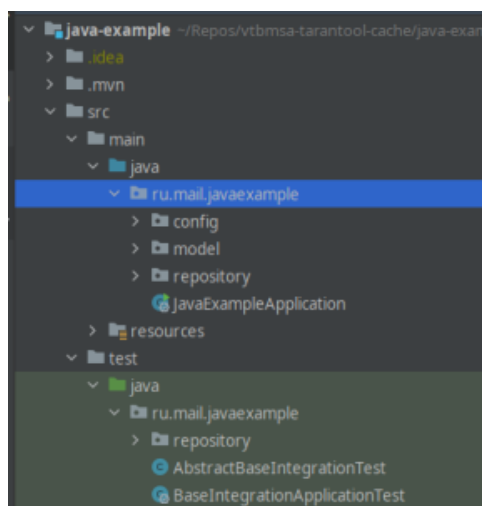 java-example ~/Repos/vtbmsa-tarantool-cache/java-exam
.idea
.mvn
src
main
java
ru.mail.javaexample
config
model
repository
JavaExampleApplication
resources
test
java
ru.mail.javaexample
repository
AbstractBaseIntegrationTest
BaseIntegrationApplicationTest